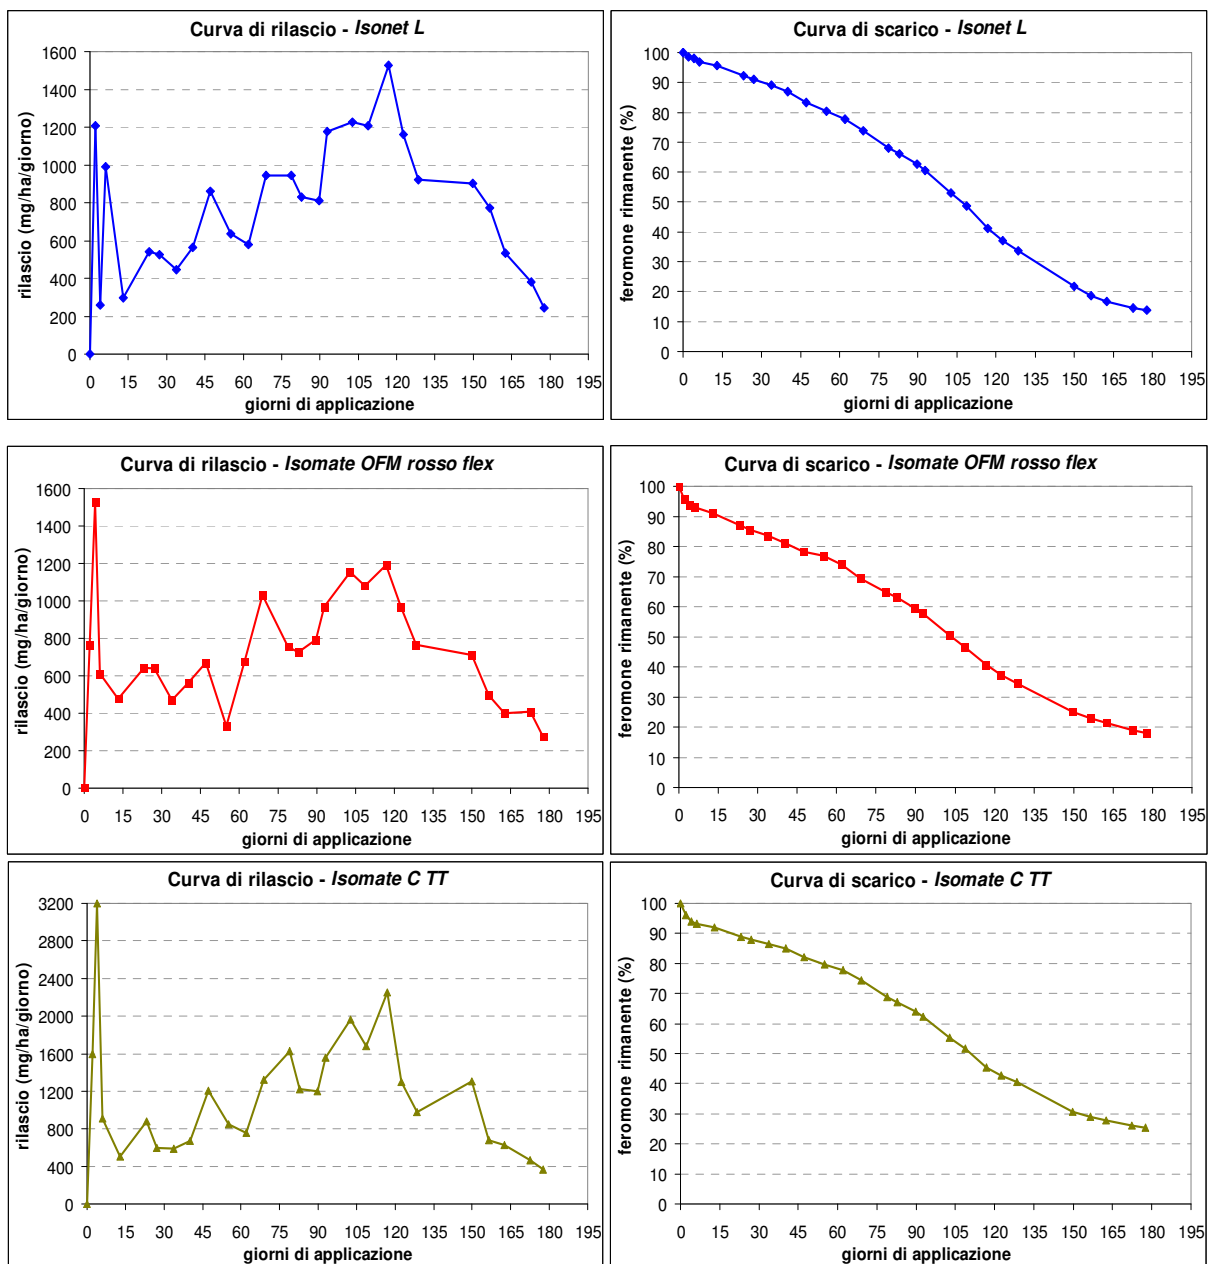 Curva di rilascio - Isonet L
rilascio (mg/ha/giorno)
1600
1400
1200
1000
800
600
400
200
0
0 15 30 45 60 75 90 105 120 135 150 165 180 195
giorni di applicazione
Curva di scarico - Isonet L
feromone rimanente (%)
100
90
80
70
60
50
40
30
20
10
0
0 15 30 45 60 75 90 105 120 135 150 165 180 195
giorni di applicazione
Curva di rilascio - Isomate OFM rosso flex
rilascio (mg/ha/giorno)
1600
1400
1200
1000
800
600
400
200
0
0 15 30 45 60 75 90 105 120 135 150 165 180 195
giorni di applicazione
Curva di scarico - Isomate OFM rosso flex
feromone rimanente (%)
100
90
80
70
60
50
40
30
20
10
0
0 15 30 45 60 75 90 105 120 135 150 165 180 195
giorni di applicazione
Curva di rilascio - Isomate C TT
rilascio (mg/ha/giorno)
3200
2800
2400
2000
1600
1200
800
400
0
0 15 30 45 60 75 90 105 120 135 150 165 180 195
giorni di applicazione
Curva di scarico - Isomate C TT
feromone rimanente (%)
100
90
80
70
60
50
40
30
20
10
0
0 15 30 45 60 75 90 105 120 135 150 165 180 195
giorni di applicazione